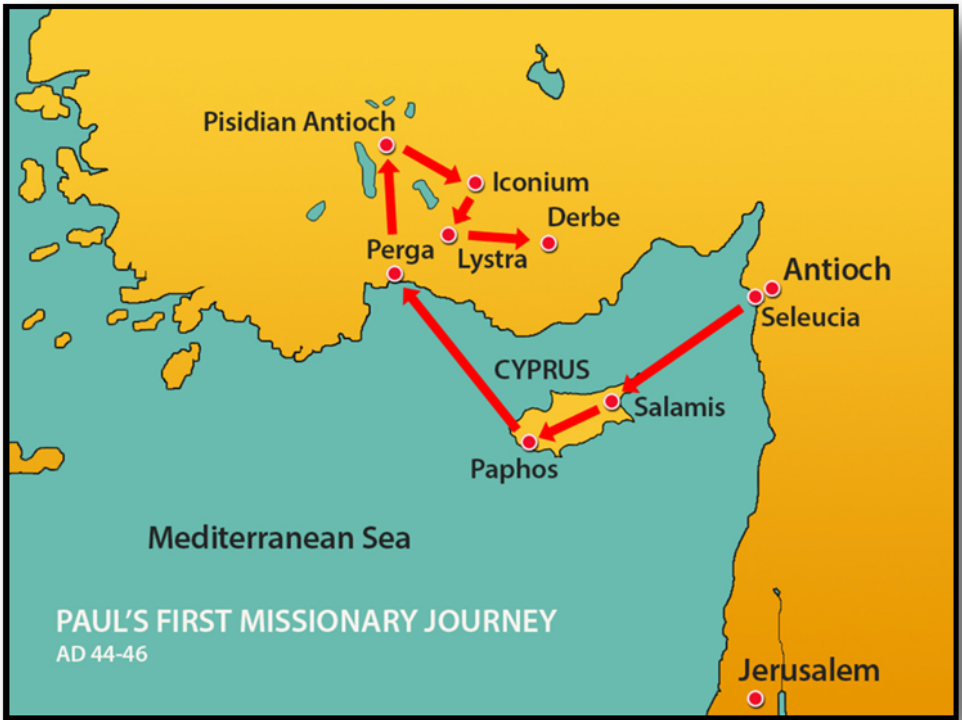 Pisidian Antioch
Iconium
Derbe
Perga
Lystra
Antioch
Seleucia
CYPRUS
Salamis
Paphos
Mediterranean Sea
PAUL'S FIRST MISSIONARY JOURNEY
AD 44-46
Jerusalem